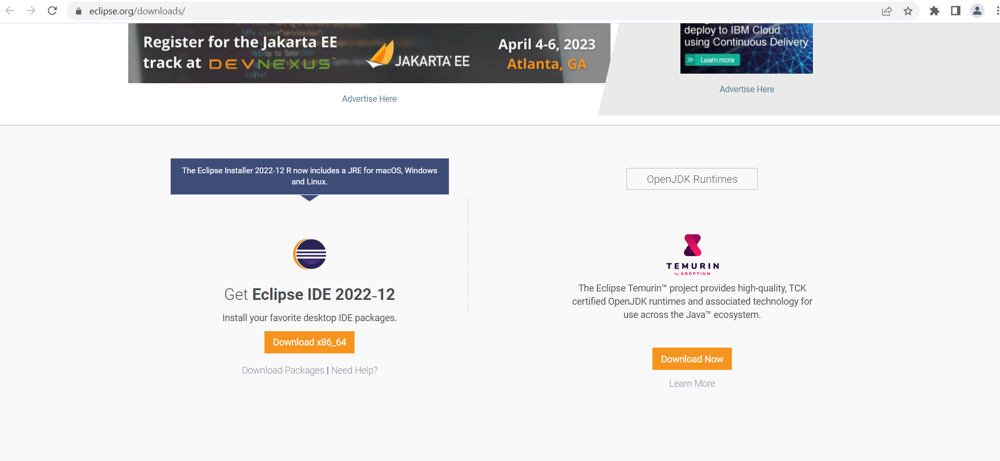 eclipse.org/downloads/
Register for the Jakarta EE
track at DEVNEXUS™
JAKARTA® EE
April 4-6, 2023
Atlanta, GA
Advertise Here
deploy to IBM Cloud
using Continuous Delivery
Learn more
Advertise Here
The Eclipse Installer 2022-12 R now includes a JRE for macOS, Windows
and Linux.
Get Eclipse IDE 2022-12
Install your favorite desktop IDE packages.
Download x86_64
Download Packages | Need Help?
OpenJDK Runtimes
TEMURIN
by ADOPTIUM
The Eclipse Temurin™ project provides high-quality, TCK
certified OpenJDK runtimes and associated technology for
use across the Java™ ecosystem.
Download Now
Learn More